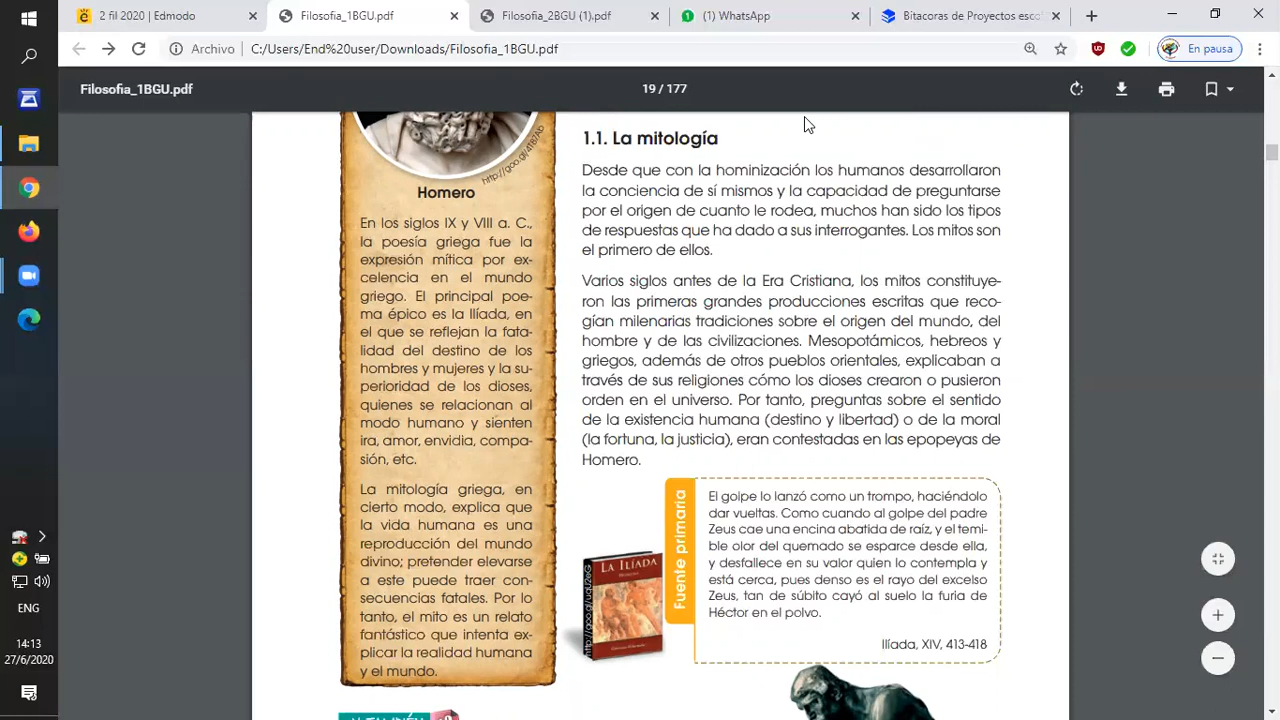 2 fil 2020 | Edmodo
Filosofia_1BGU.pdf
Filosofia_2BGU (1).pdf
(1) WhatsApp
Bitacoras de Proyectos escol
Archivo
C:/Users/End%20user/Downloads/Filosofia_1BGU.pdf
En pausa
Filosofia_1BGU.pdf
19 / 177
http://goo.gl/4187Ab
Homero
En los siglos IX y VIII a. C.,
la poesía griega fue la
expresión mítica por ex-
celencia en el mundo
griego. El principal poe-
ma épico es la Ilíada, en
el que se reflejan la fata-
lidad del destino de los
hombres y mujeres y la su-
perioridad de los dioses,
quienes se relacionan al
modo humano y sienten
ira, amor, envidia, compa-
sión, etc.
La mitología griega, en
cierto modo, explica que
la vida humana es una
reproducción del mundo
divino; pretender elevarse
a este puede traer con-
secuencias fatales. Por lo
tanto, el mito es un relato
fantástico que intenta ex-
plicar la realidad humana
y el mundo.
Y TAMBIÉN
1.1. La mitología
Desde que con la hominización los humanos desarrollaron
la conciencia de sí mismos y la capacidad de preguntarse
por el origen de cuanto le rodea, muchos han sido los tipos
de respuestas que ha dado a sus interrogantes. Los mitos son
el primero de ellos.
Varios siglos antes de la Era Cristiana, los mitos constituye-
ron las primeras grandes producciones escritas que reco-
gían milenarias tradiciones sobre el origen del mundo, del
hombre y de las civilizaciones. Mesopotámicos, hebreos y
griegos, además de otros pueblos orientales, explicaban a
través de sus religiones cómo los dioses crearon o pusieron
orden en el universo. Por tanto, preguntas sobre el sentido
de la existencia humana (destino y libertad) o de la moral
(la fortuna, la justicia), eran contestadas en las epopeyas de
Homero.
LA ILÍADA
Fuente primaria
El golpe lo lanzó como un trompo, haciéndolo
dar vueltas. Como cuando al golpe del padre
Zeus cae una encina abatida de raíz, y el temi-
ble olor del quemado se esparce desde ella,
y desfallece en su valor quien lo contempla y
está cerca, pues denso es el rayo del excelso
Zeus, tan de súbito cayó al suelo la furia de
Héctor en el polvo.
Ilíada, XIV, 413-418
ENG
14:13
27/6/2020